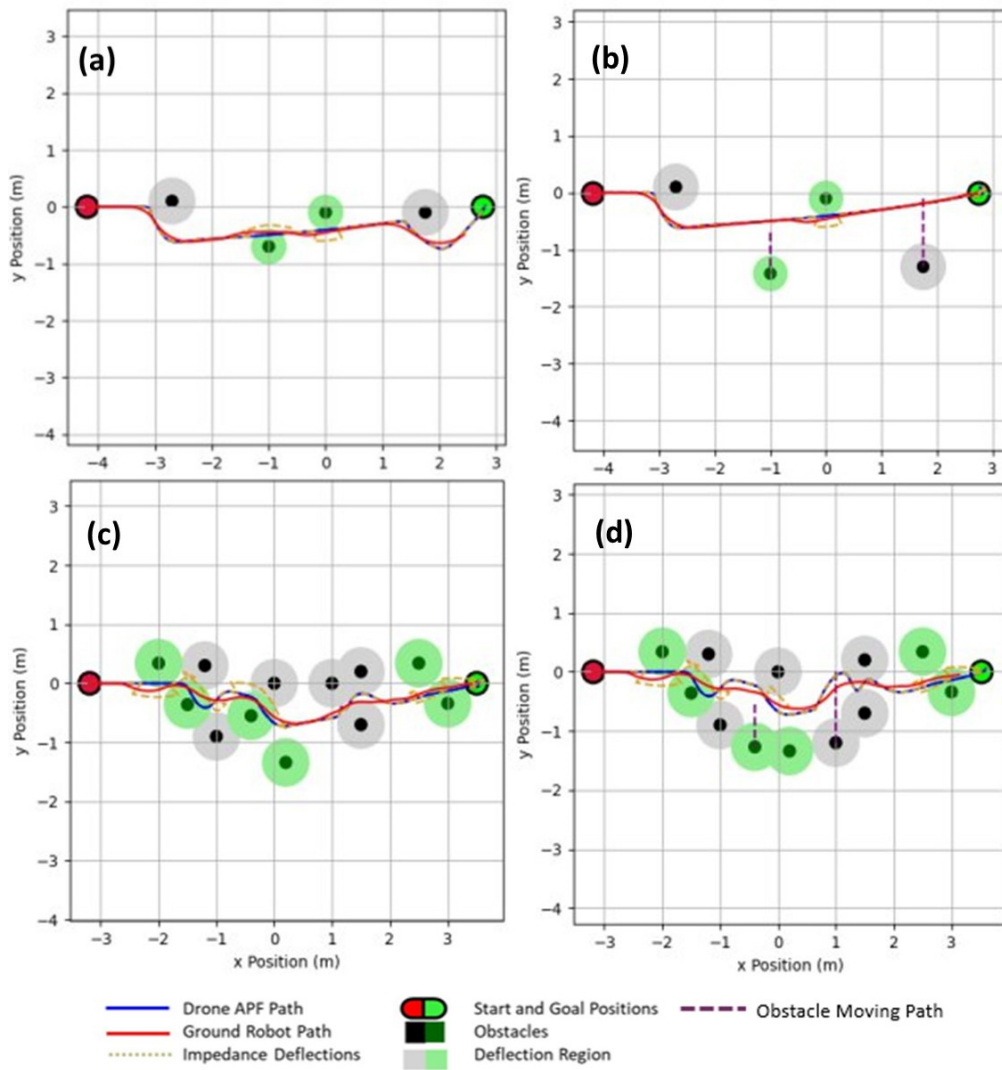 (a)
3
2
1
0
−1
−2
−3
−4
y Position (m)
−4 −3 −2 −1 0 1 2 3
(b)
3
2
1
0
−1
−2
−3
−4
y Position (m)
−4 −3 −2 −1 0 1 2 3
(c)
3
2
1
0
−1
−2
−3
−4
y Position (m)
−3 −2 −1 0 1 2 3
x Position (m)
(d)
3
2
1
0
−1
−2
−3
−4
y Position (m)
−3 −2 −1 0 1 2 3
x Position (m)
Drone APF Path Start and Goal Positions Obstacle Moving Path
Ground Robot Path Obstacles
Impedance Deflections Deflection Region